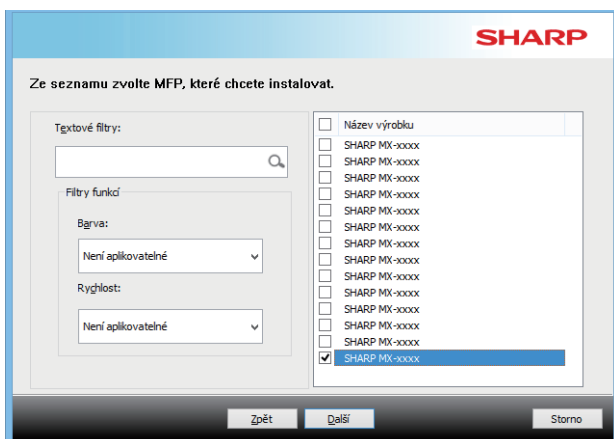 SHARP
Ze seznamu zvolte MFP, které chcete instalovat.
Textové filtry:
Filtry funkcí
Barva:
Není aplikovatelné
Rychlost:
Není aplikovatelné
Název výrobku
SHARP MX-xxxx
SHARP MX-xxxx
SHARP MX-xxxx
SHARP MX-xxxx
SHARP MX-xxxx
SHARP MX-xxxx
SHARP MX-xxxx
SHARP MX-xxxx
SHARP MX-xxxx
SHARP MX-xxxx
SHARP MX-xxxx
SHARP MX-xxxx
SHARP MX-xxxx
SHARP MX-xxxx
Zpět
Další
Storno